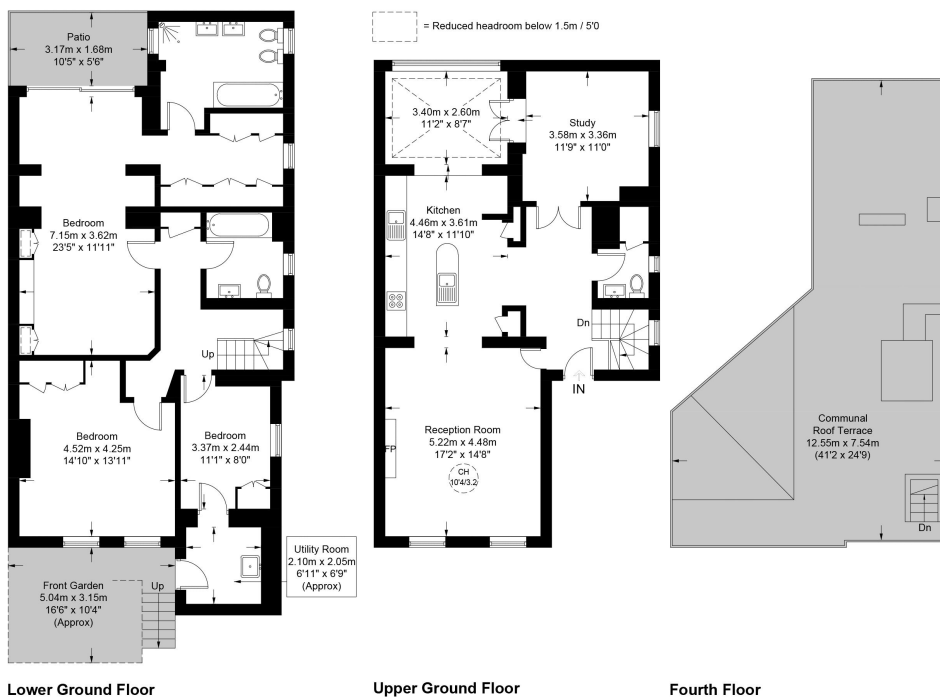 = Reduced headroom below 1.5m / 5'0
Patio
3.17m x 1.68m
10'5" x 5'6"
Bedroom
7.15m x 3.62m
23'5" x 11'11"
Up
Bedroom
4.52m x 4.25m
14'10" x 13'11"
Bedroom
3.37m x 2.44m
11'1" x 8'0"
Utility Room
2.10m x 2.05m
6'11" x 6'9"
(Approx)
Front Garden
5.04m x 3.15m
16'6" x 10'4"
(Approx)
Up
Lower Ground Floor
3.40m x 2.60m
11'2" x 8'7"
Study
3.58m x 3.36m
11'9" x 11'0"
Kitchen
4.46m x 3.61m
14'8" x 11'10"
Dn
IN
Reception Room
5.22m x 4.48m
17'2" x 14'8"
FP
CH
10'4/3.2
Upper Ground Floor
Communal
Roof Terrace
12.55m x 7.54m
(41'2 x 24'9)
Dn
Fourth Floor